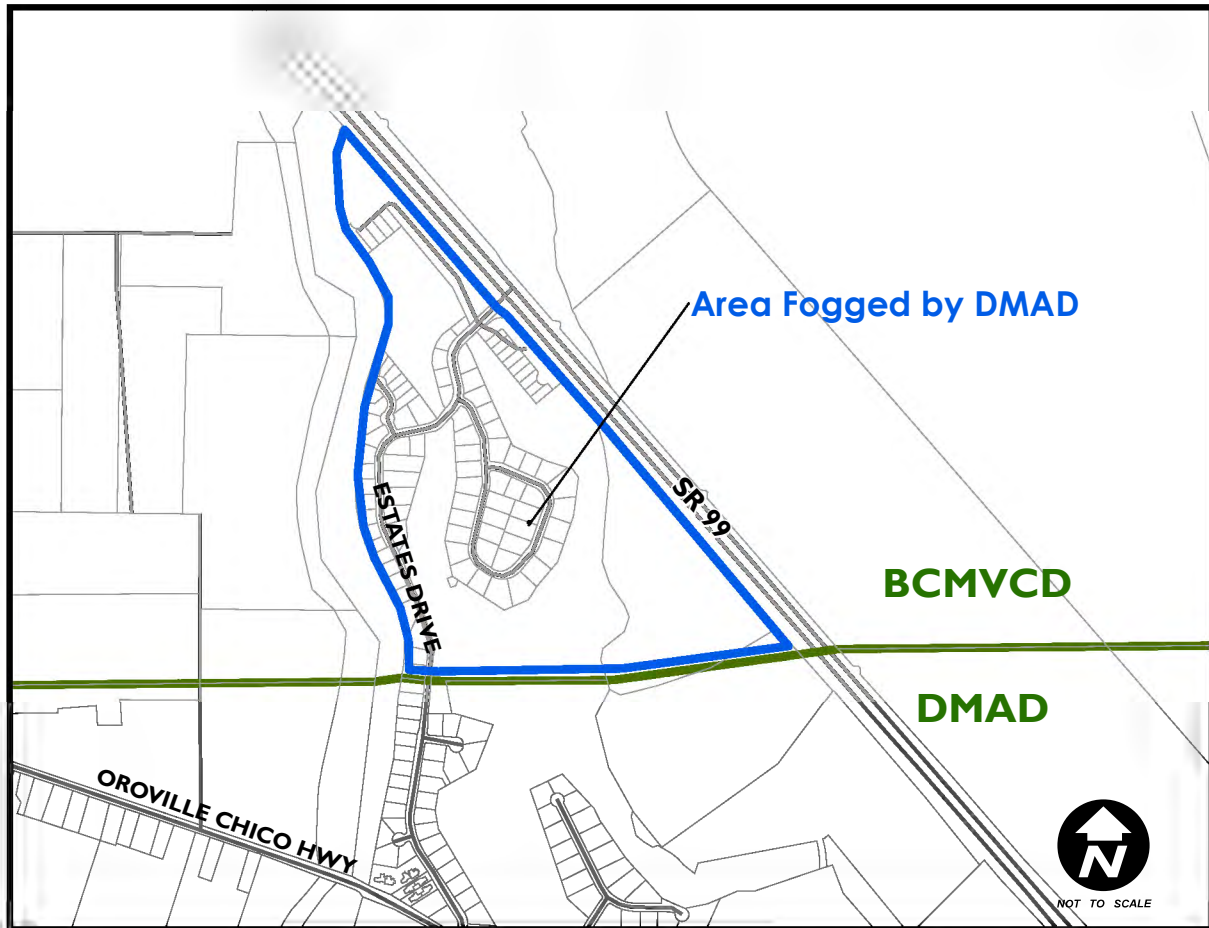 Area Fogged by DMAD
SR 99
ESTATES DRIVE
BCMVCD
DMAD
OROVILLE CHICO HWY
N
NOT TO SCALE